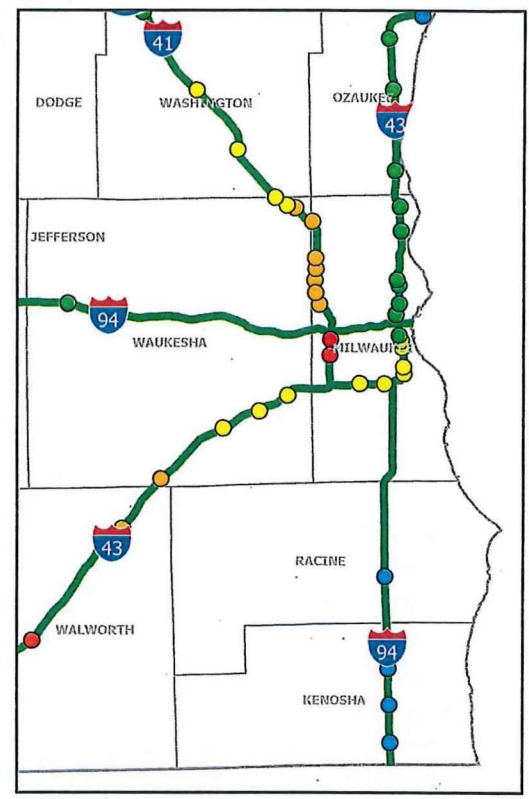 41
DODGE
WASHINGTON
OZAUKEE
43
JEFFERSON
94
WAUKESHA
MILWAUKEE
43
RACINE
WALWORTH
94
KENOSHA